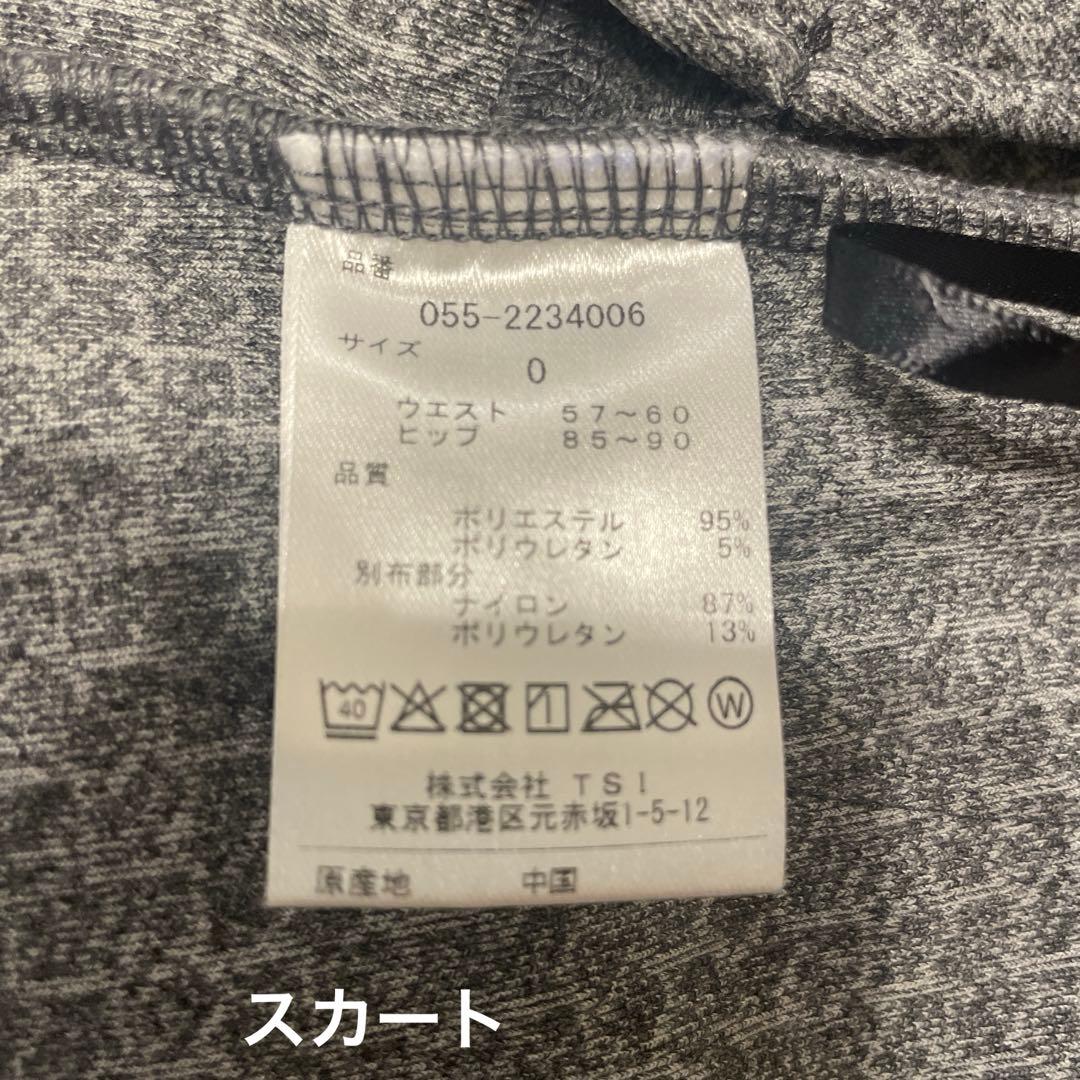 品番
055-2234006
サイズ
0
ウエスト 57～60
ヒップ 85～90
品質
ポリエステル 95%
ポリウレタン 5%
別布部分
ナイロン 87%
ポリウレタン 13%
40 W
株式会社 TSI
東京都港区元赤坂1-5-12
原産地 中国
スカート